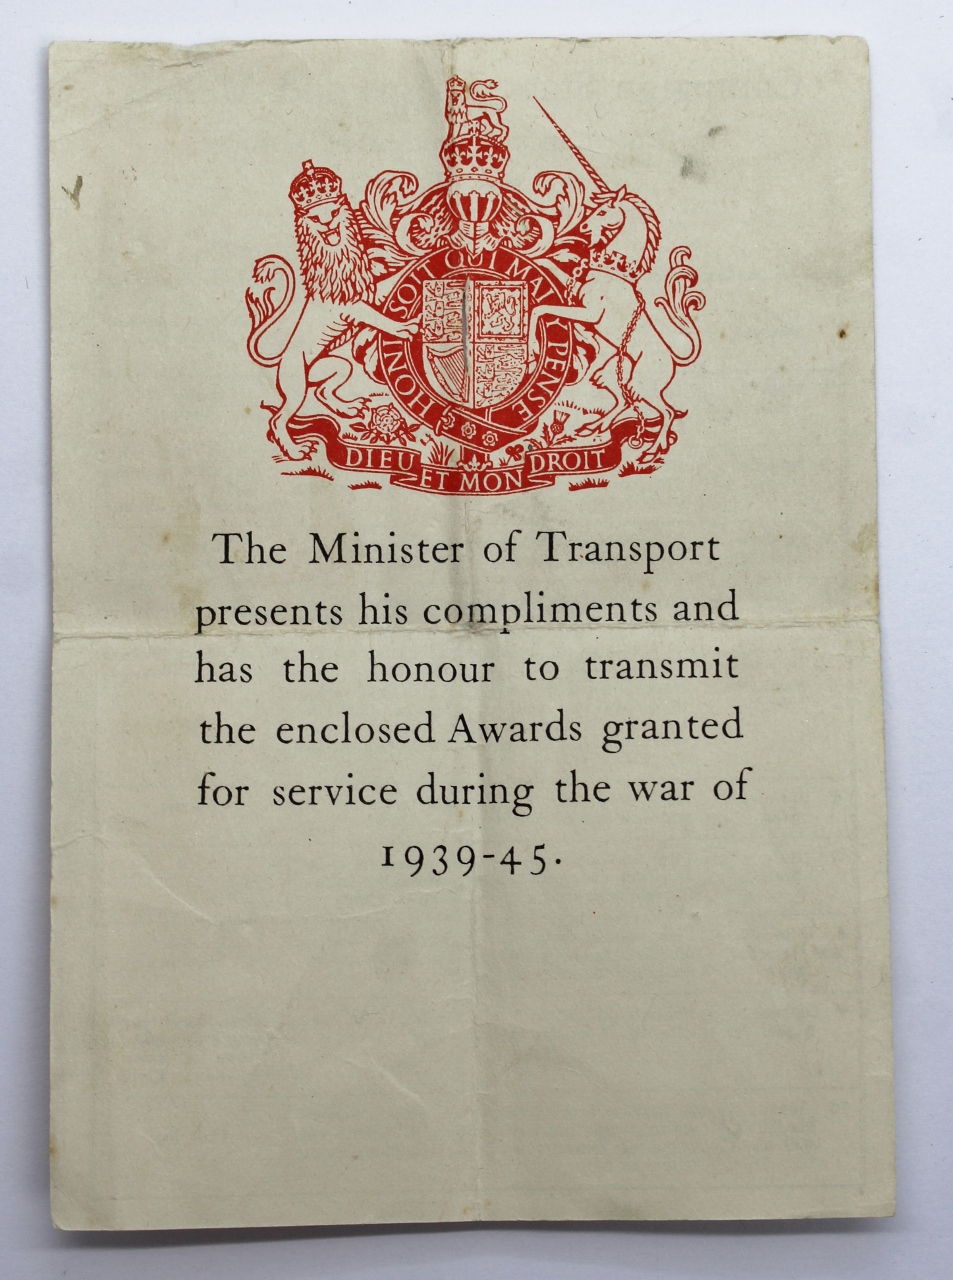 HONI SOIT QUI MAL Y PENSE
DIEU ET MON DROIT
The Minister of Transport
presents his compliments and
has the honour to transmit
the enclosed Awards granted
for service during the war of
1939-45.